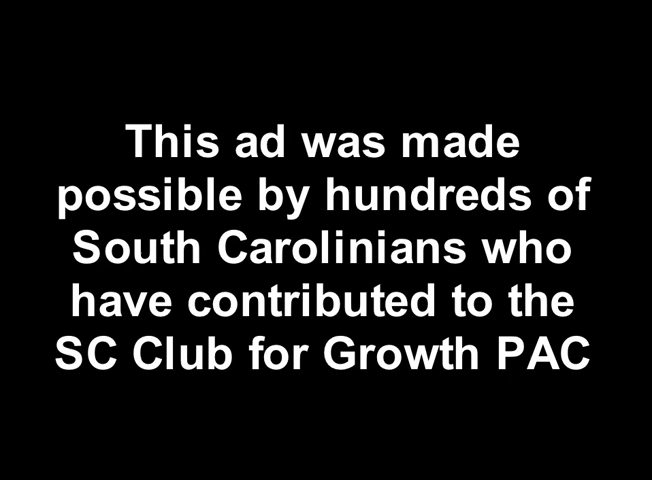 This ad was made
possible by hundreds of
South Carolinians who
have contributed to the
SC Club for Growth PAC